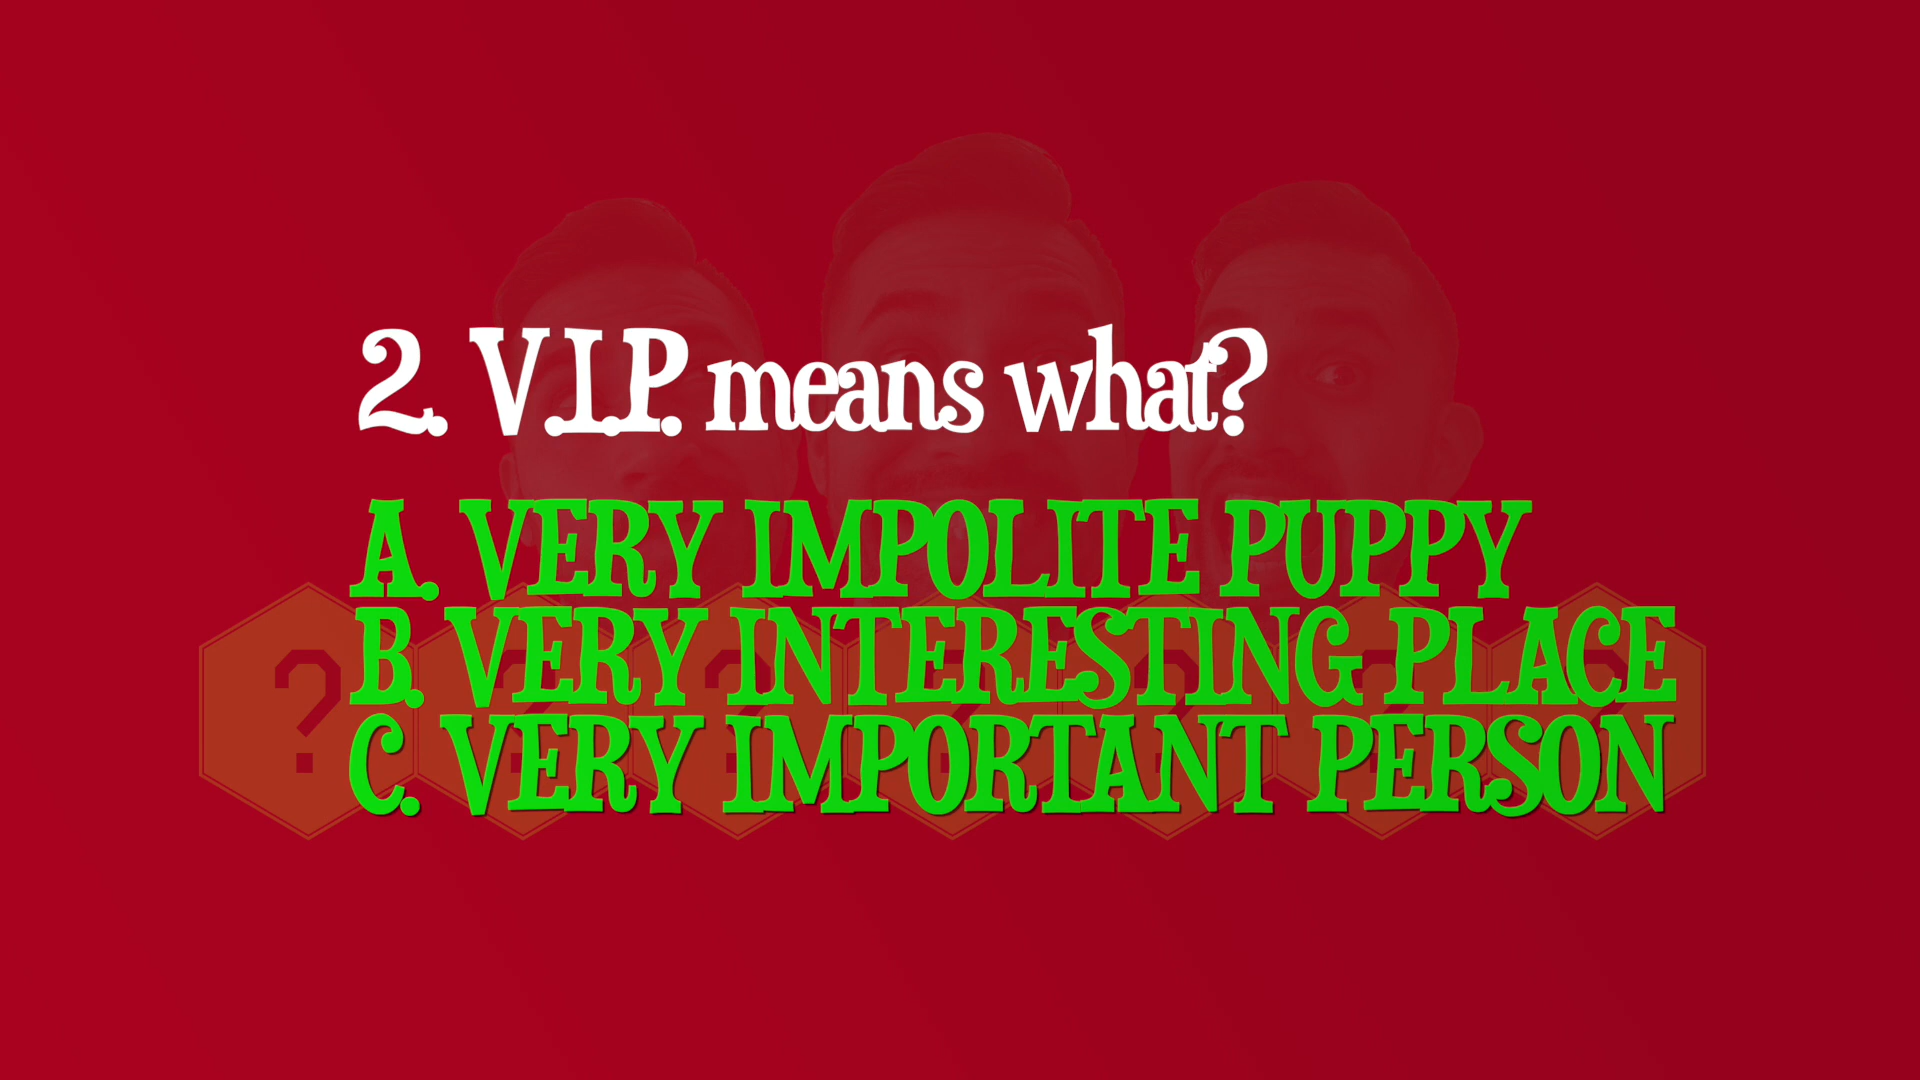 2. V.I.P. means what?
A. VERY IMPOLITE PUPPY
B. VERY INTERESTING PLACE
C. VERY IMPORTANT PERSON
? ? ? ? ? ? ?